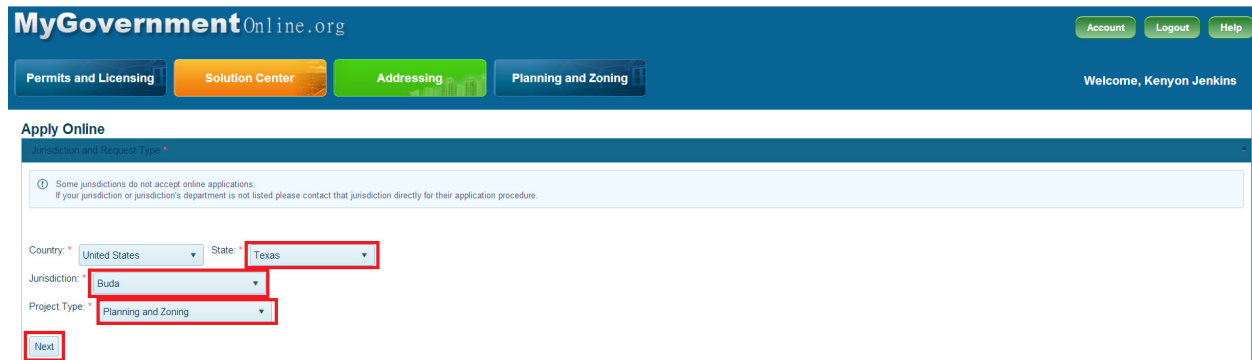 MyGovernmentOnline.org
Account Logout Help
Permits and Licensing Solution Center Addressing Planning and Zoning
Welcome, Kenyon Jenkins
Apply Online
Jurisdiction and Request Type *
Some jurisdictions do not accept online applications.
If your jurisdiction or jurisdiction's department is not listed please contact that jurisdiction directly for their application procedure.
Country: * United States State: * Texas
Jurisdiction: * Buda
Project Type: * Planning and Zoning
Next